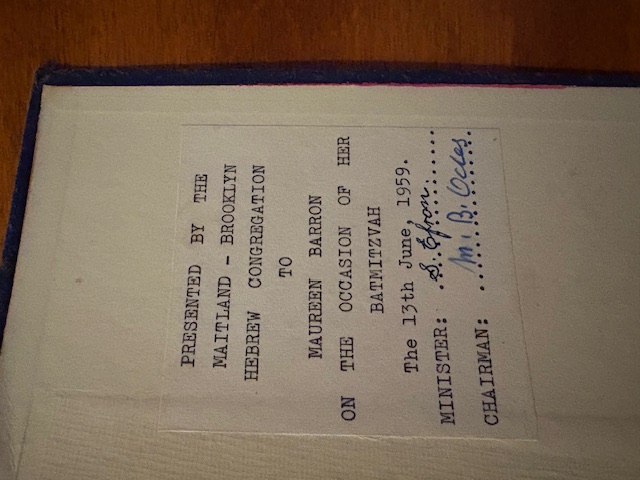 PRESENTED BY THE
MAITLAND - BROOKLYN
HEBREW CONGREGATION
TO
MAUREEN BARRON
ON THE OCCASION OF HER
BATMITZVAH
The 13th June, 1959.
MINISTER: S. Efron
CHAIRMAN: M. B.